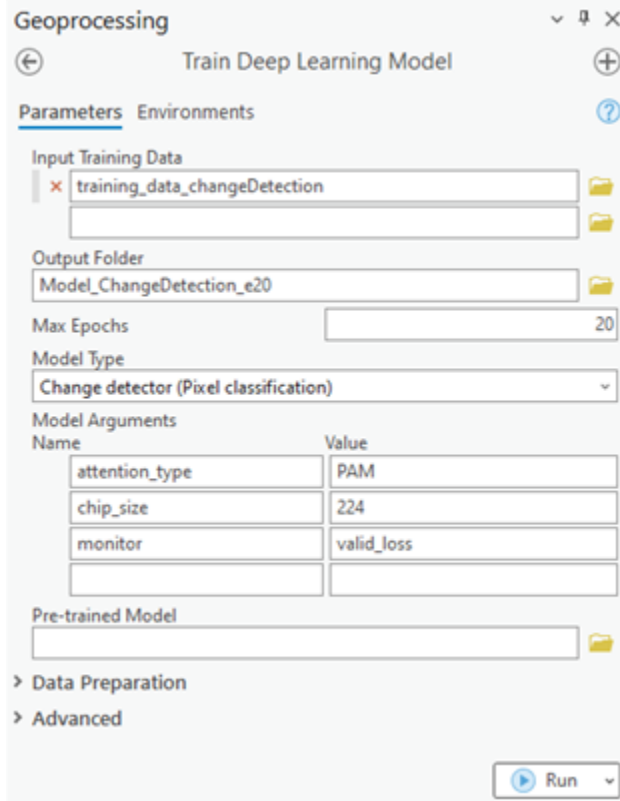 Geoprocessing
Train Deep Learning Model
Parameters Environments
Input Training Data
training_data_changeDetection
Output Folder
Model_ChangeDetection_e20
Max Epochs 20
Model Type
Change detector (Pixel classification)
Model Arguments
Name Value
attention_type PAM
chip_size 224
monitor valid_loss
Pre-trained Model
Data Preparation
Advanced
Run